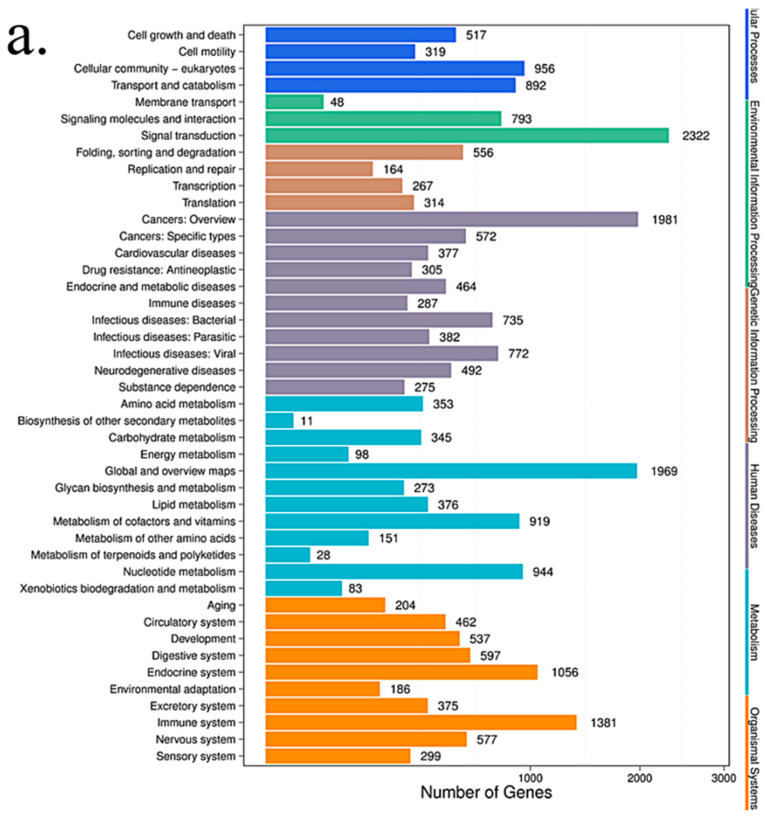 a.
Cell growth and death 517
Cell motility 319
Cellular community – eukaryotes 956
Transport and catabolism 892
Membrane transport 48
Signaling molecules and interaction 793
Signal transduction 2322
Folding, sorting and degradation 556
Replication and repair 164
Transcription 267
Translation 314
Cancers: Overview 1981
Cancers: Specific types 572
Cardiovascular diseases 377
Drug resistance: Antineoplastic 305
Endocrine and metabolic diseases 464
Immune diseases 287
Infectious diseases: Bacterial 735
Infectious diseases: Parasitic 382
Infectious diseases: Viral 772
Neurodegenerative diseases 492
Substance dependence 275
Amino acid metabolism 353
Biosynthesis of other secondary metabolites 11
Carbohydrate metabolism 345
Energy metabolism 98
Global and overview maps 1969
Glycan biosynthesis and metabolism 273
Lipid metabolism 376
Metabolism of cofactors and vitamins 919
Metabolism of other amino acids 151
Metabolism of terpenoids and polyketides 28
Nucleotide metabolism 944
Xenobiotics biodegradation and metabolism 83
Aging 204
Circulatory system 462
Development 537
Digestive system 597
Endocrine system 1056
Environmental adaptation 186
Excretory system 375
Immune system 1381
Nervous system 577
Sensory system 299
1000 2000 3000
Number of Genes
ular Processes
Environmental Information Processing
Genetic Information Processing
Human Diseases
Metabolism
Organismal Systems